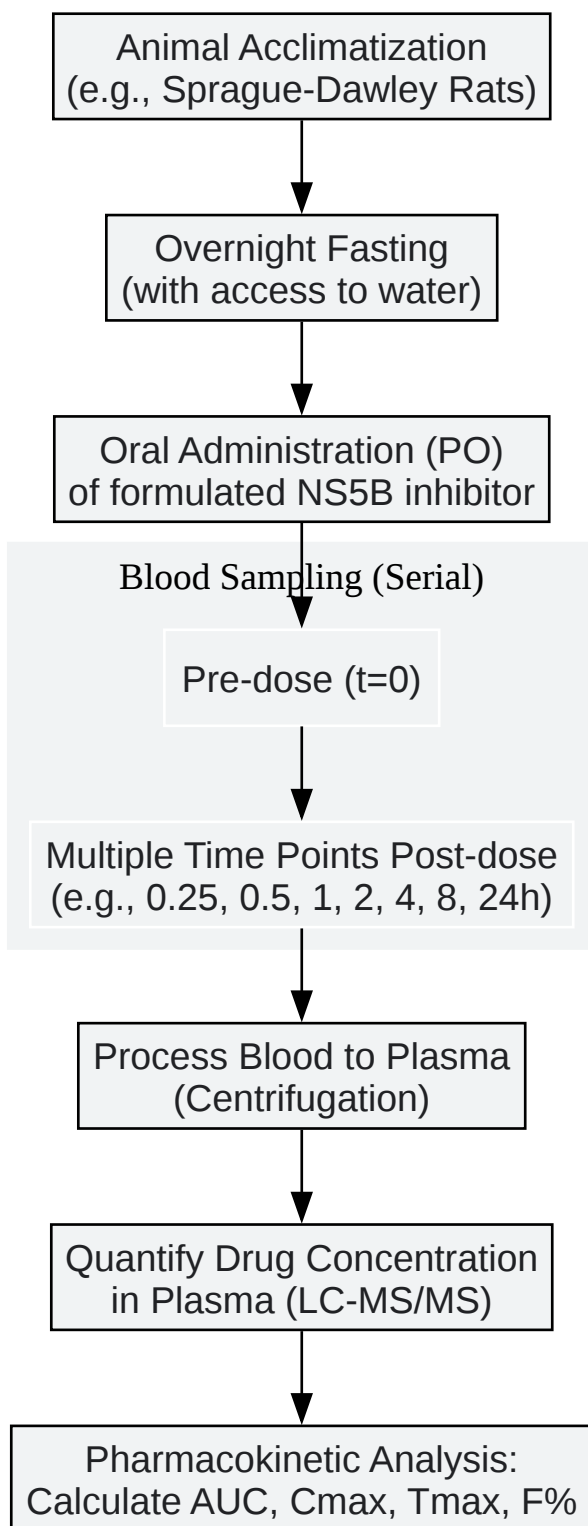 Animal Acclimatization
(e.g., Sprague-Dawley Rats)
Overnight Fasting
(with access to water)
Oral Administration (PO)
of formulated NS5B inhibitor
Blood Sampling (Serial)
Pre-dose (t=0)
Multiple Time Points Post-dose
(e.g., 0.25, 0.5, 1, 2, 4, 8, 24h)
Process Blood to Plasma
(Centrifugation)
Quantify Drug Concentration
in Plasma (LC-MS/MS)
Pharmacokinetic Analysis:
Calculate AUC, Cmax, Tmax, F%